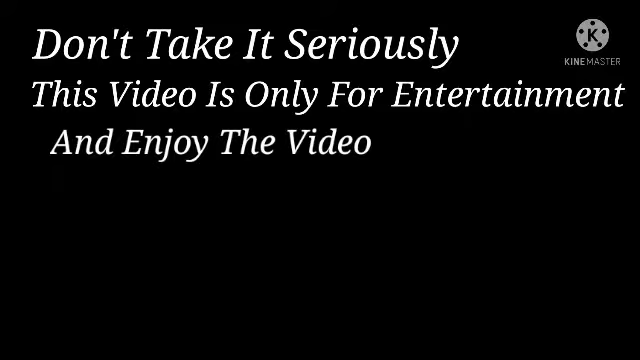 Don't Take It Seriously
This Video Is Only For Entertainment
And Enjoy The Video
K
KINEMASTER